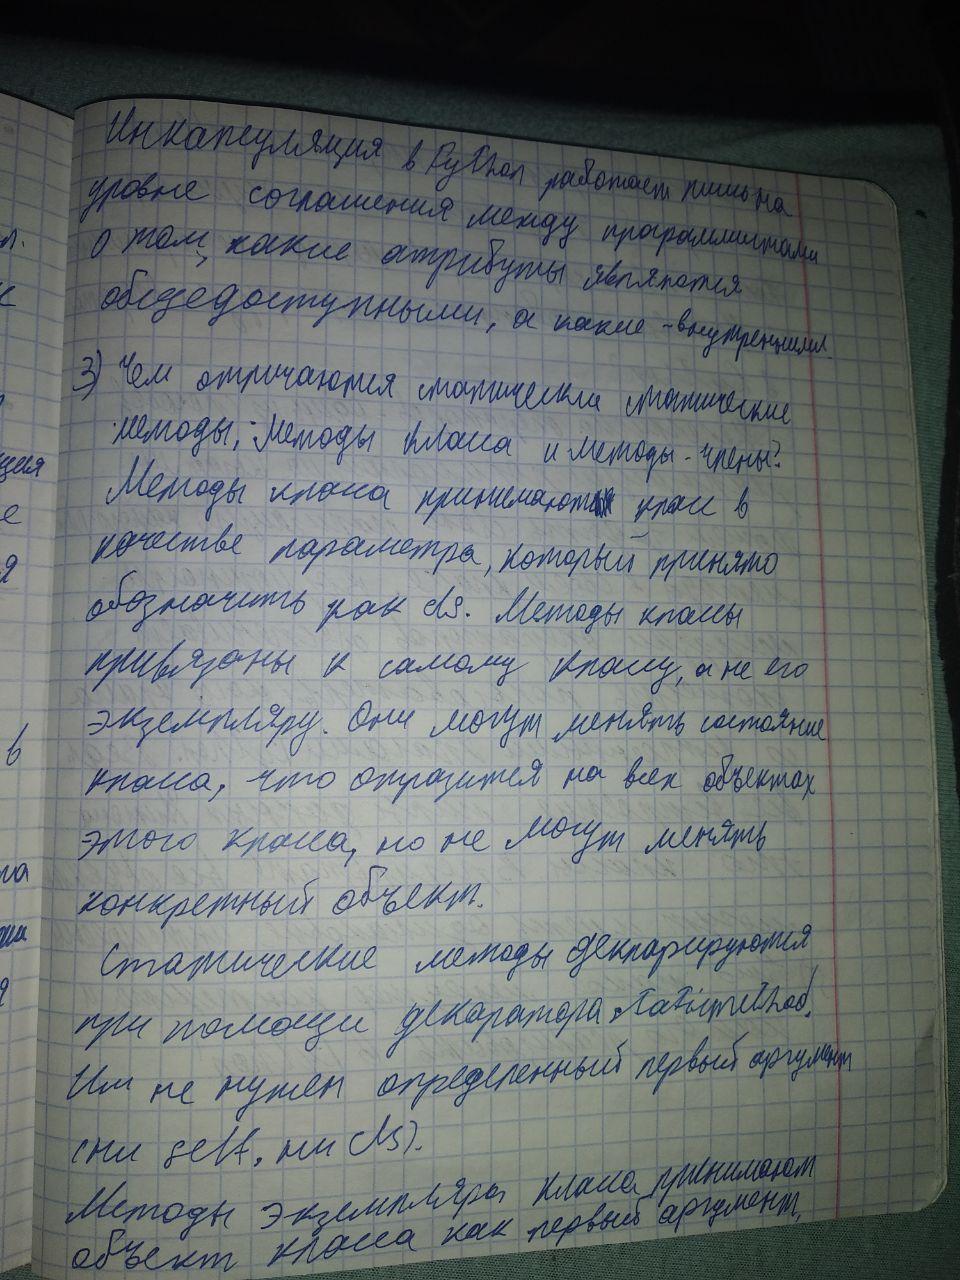 Инкапсуляция в Python работает лишь на
уровне соглашения между программистами
о том, какие атрибуты являются
общедоступными, а какие - внутренними.
3) Чем отличаются статически статические
методы, методы класса и методы-члены?
Методы класса принимают класс в
качестве параметра, который принято
обозначить как cls. Методы класса
привязаны к самому классу, а не его
экземпляру. Они могут менять состояние
класса, что отразится на всех объектах
этого класса, но не могут менять
конкретный объект.
Статические методы декларируются
при помощи декаратора staticmethod.
Им не нужен определенный первый аргумент
(ни self, ни cls).
Методы экземпляра класса принимают
объект класса как первый аргумент,